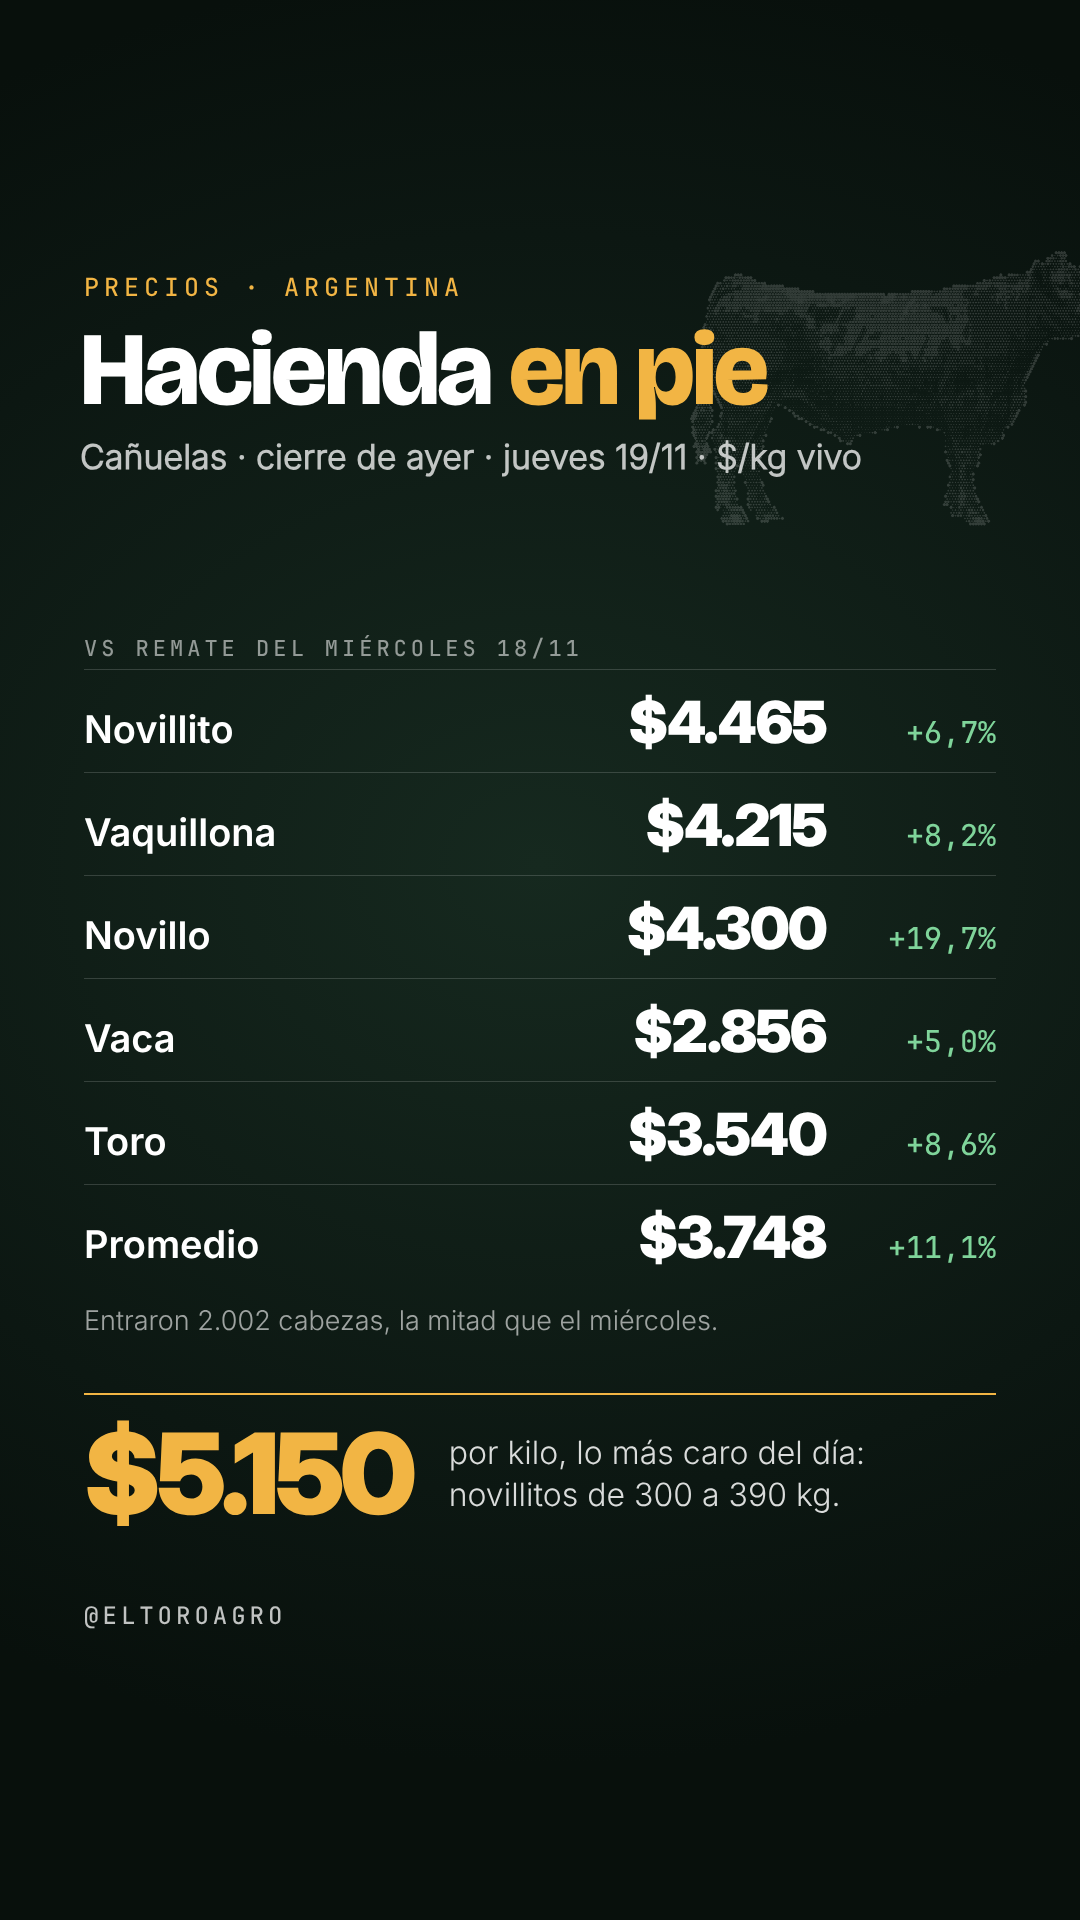 PRECIOS · ARGENTINA
Hacienda en pie
Cañuelas · cierre de ayer · jueves 19/11 · $/kg vivo
VS REMATE DEL MIÉRCOLES 18/11
Novillito $4.465 +6,7%
Vaquillona $4.215 +8,2%
Novillo $4.300 +19,7%
Vaca $2.856 +5,0%
Toro $3.540 +8,6%
Promedio $3.748 +11,1%
Entraron 2.002 cabezas, la mitad que el miércoles.
$5.150
por kilo, lo más caro del día:
novillitos de 300 a 390 kg.
@ELTOROAGRO